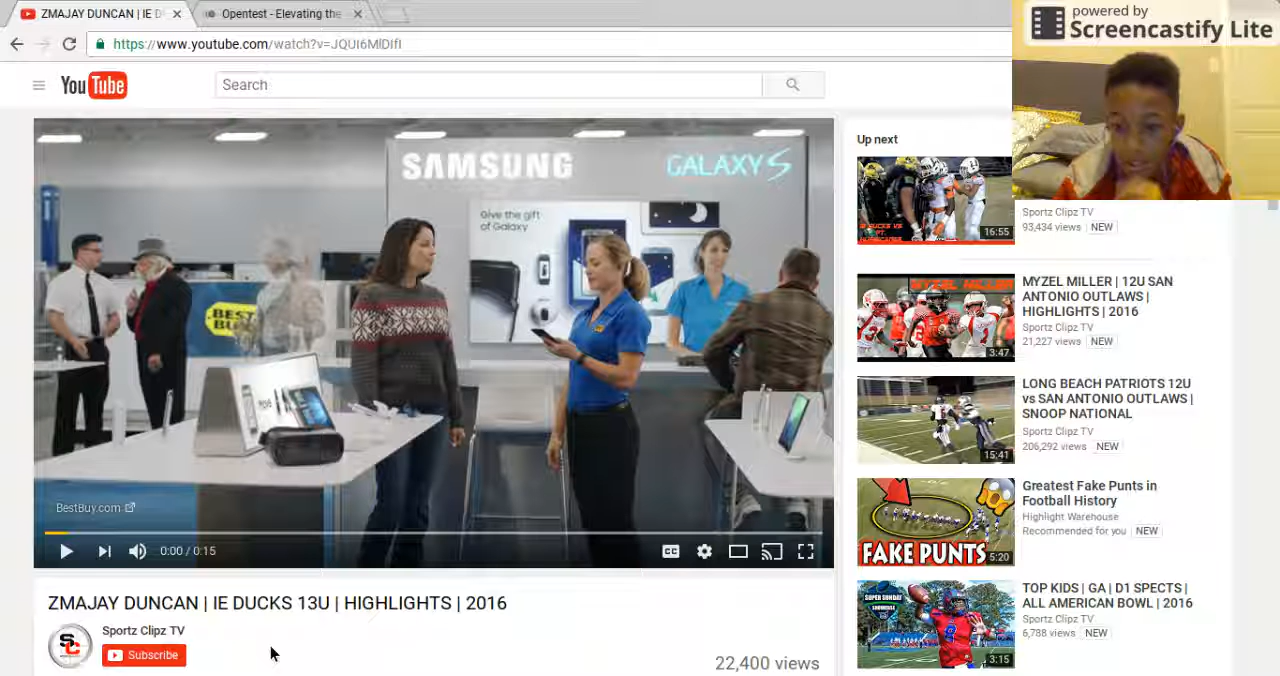 ZMAJAY DUNCAN | IE D
Opentest - Elevating the
powered by
Screencastify Lite
https://www.youtube.com/watch?v=JQUI6MlDIfI
YouTube
Search
SAMSUNG
GALAXY S
Give the gift
of Galaxy
BEST
BU
BestBuy.com
0:00 / 0:15
CC
ZMAJAY DUNCAN | IE DUCKS 13U | HIGHLIGHTS | 2016
SC
Sportz Clipz TV
Subscribe
22,400 views
Up next
16:55
Sportz Clipz TV
93,434 views NEW
MYZEL MILLER
3:47
MYZEL MILLER | 12U SAN
ANTONIO OUTLAWS |
HIGHLIGHTS | 2016
Sportz Clipz TV
21,227 views NEW
15:41
LONG BEACH PATRIOTS 12U
vs SAN ANTONIO OUTLAWS |
SNOOP NATIONAL
Sportz Clipz TV
206,292 views NEW
FAKE PUNTS
5:20
Greatest Fake Punts in
Football History
Highlight Warehouse
Recommended for you NEW
SUPER SUNDAY
SHOWCASE
3:15
TOP KIDS | GA | D1 SPECTS |
ALL AMERICAN BOWL | 2016
Sportz Clipz TV
6,788 views NEW